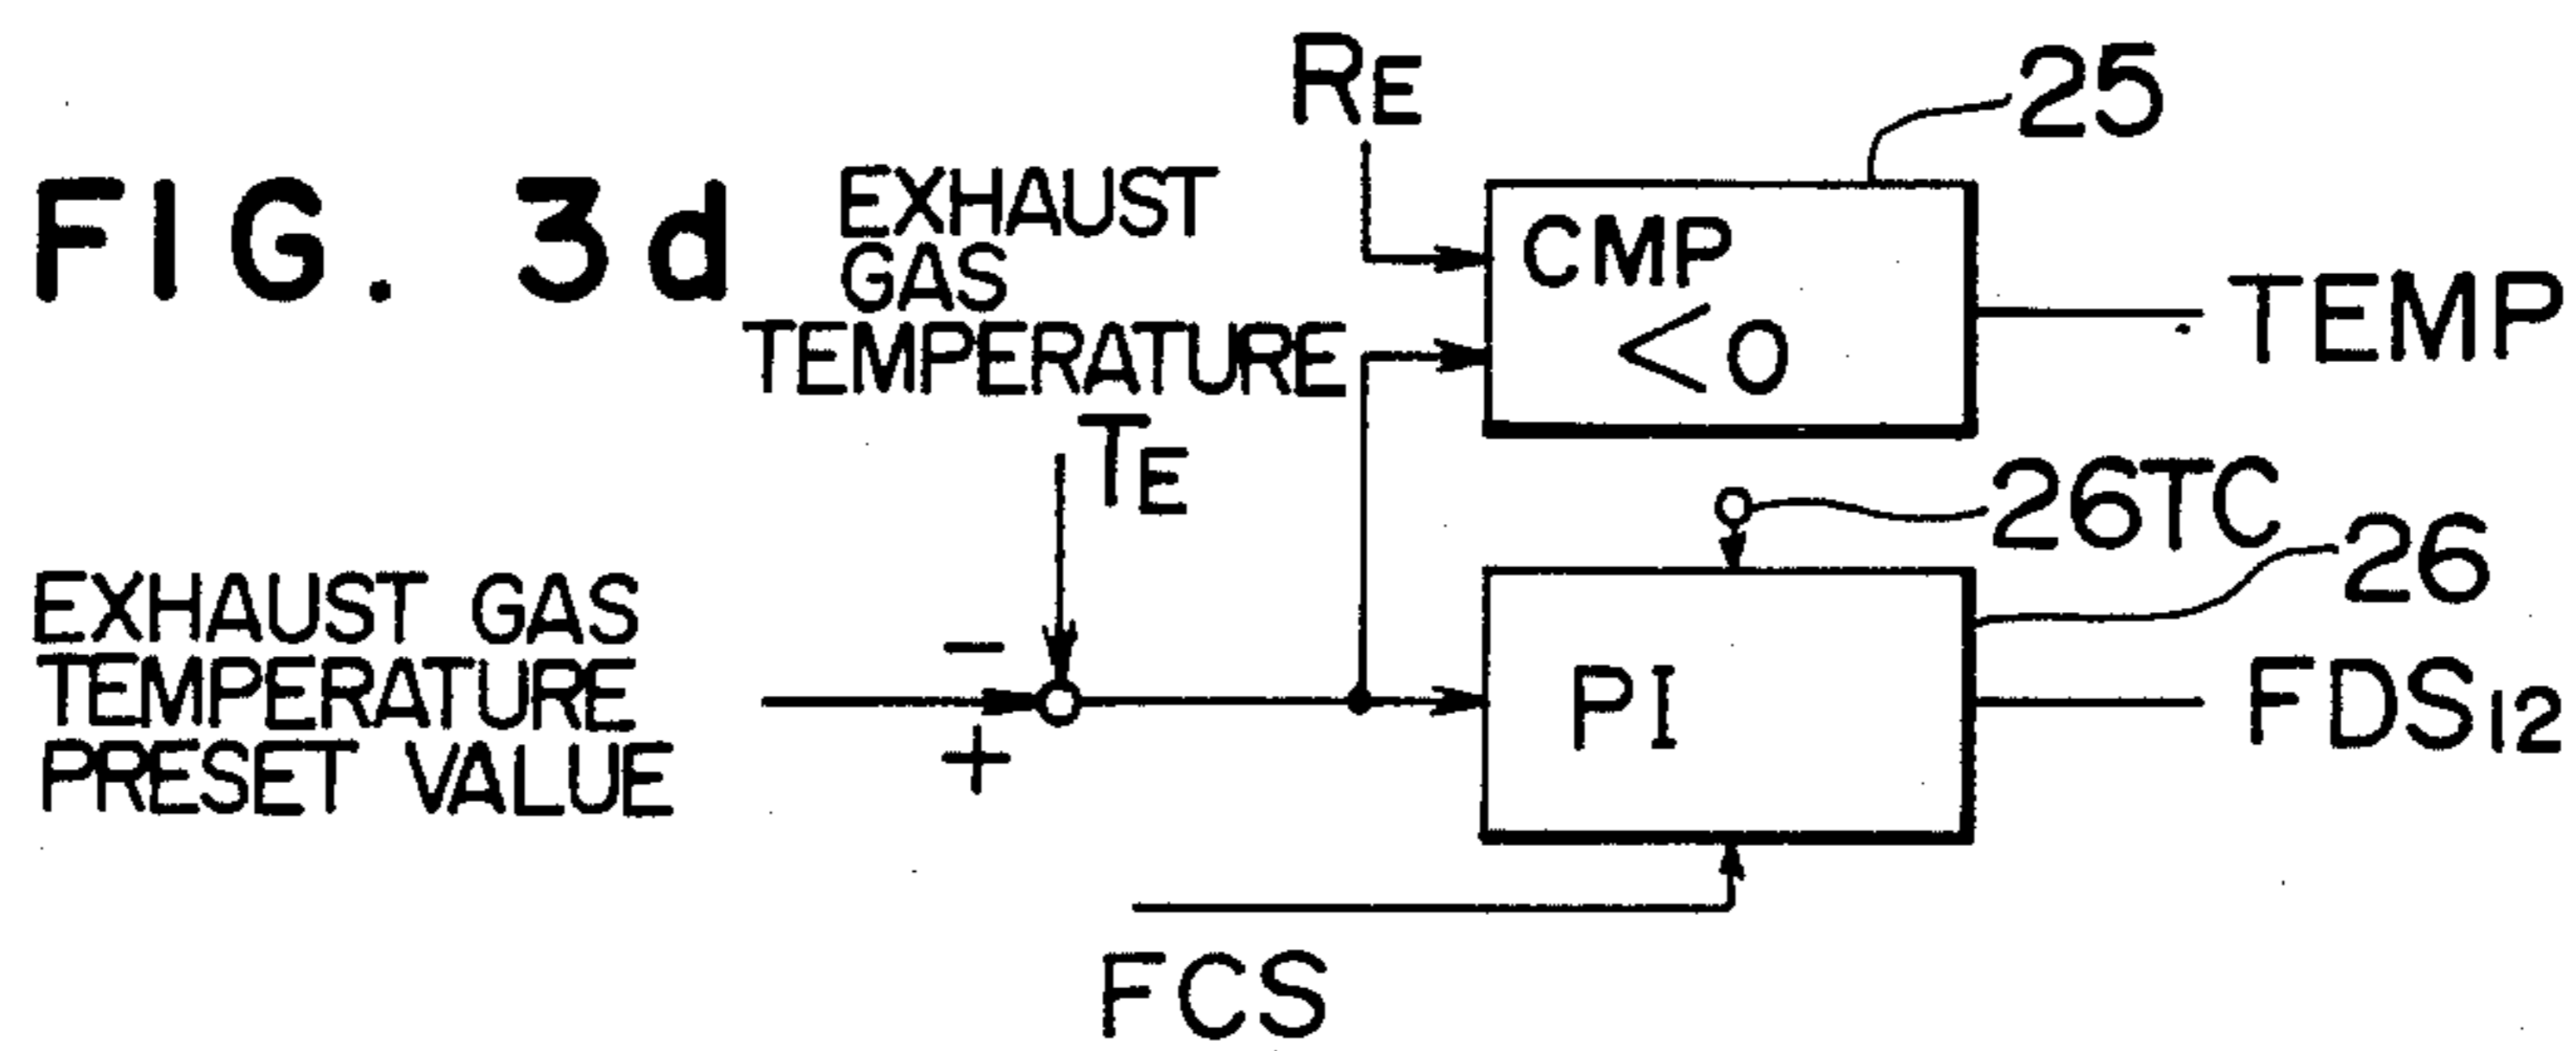 FIG. 3d
RE
25
EXHAUST
GAS
TEMPERATURE
TE
CMP
<0
TEMP
26TC
26
EXHAUST GAS
TEMPERATURE
PRESET VALUE
−
+
PI
FDS12
FCS